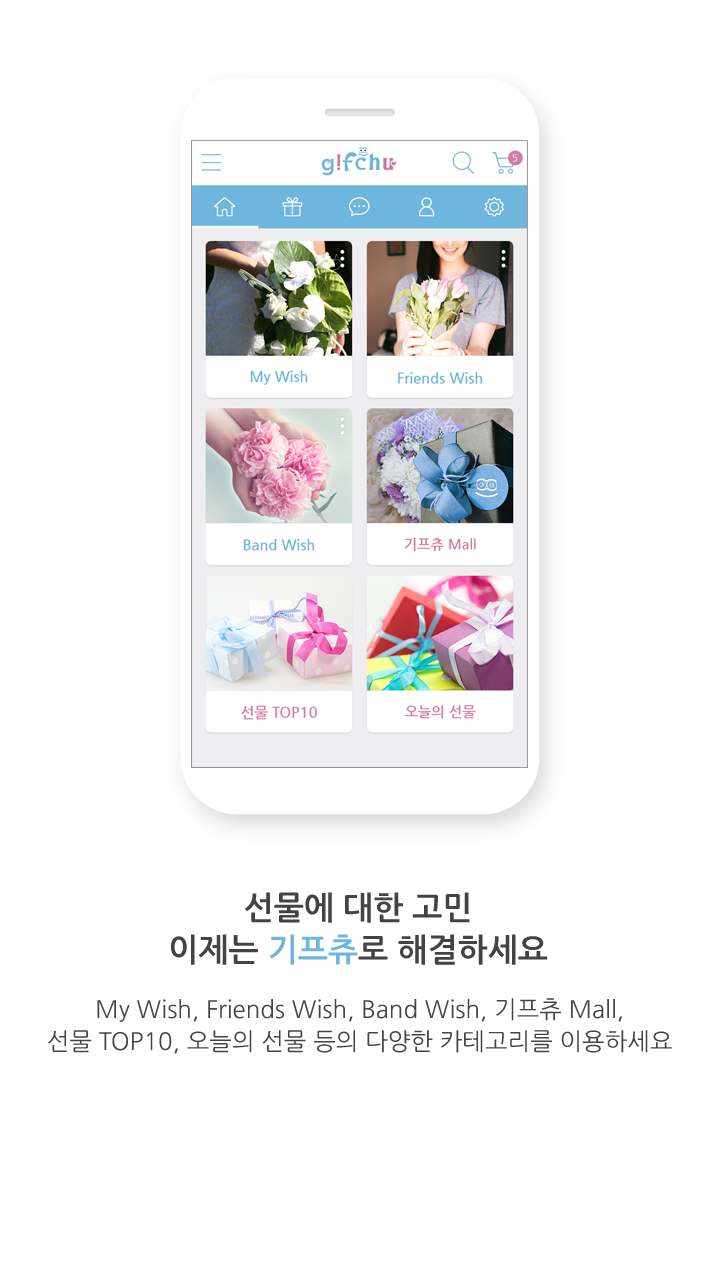 gifchu
5
My Wish
Friends Wish
Band Wish
기프츄 Mall
선물 TOP10
오늘의 선물
선물에 대한 고민
이제는 기프츄로 해결하세요
My Wish, Friends Wish, Band Wish, 기프츄 Mall,
선물 TOP10, 오늘의 선물 등의 다양한 카테고리를 이용하세요